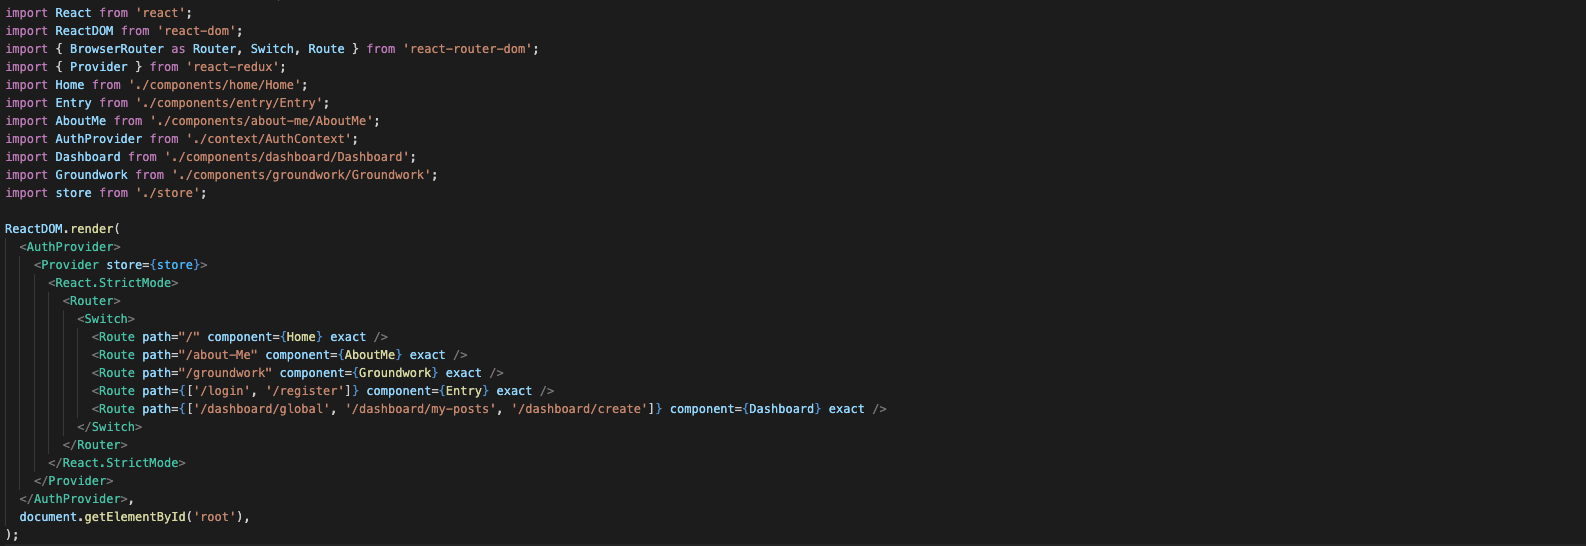 import React from 'react';
import ReactDOM from 'react-dom';
import { BrowserRouter as Router, Switch, Route } from 'react-router-dom';
import { Provider } from 'react-redux';
import Home from './components/home/Home';
import Entry from './components/entry/Entry';
import AboutMe from './components/about-me/AboutMe';
import AuthProvider from './context/AuthContext';
import Dashboard from './components/dashboard/Dashboard';
import Groundwork from './components/groundwork/Groundwork';
import store from './store';

ReactDOM.render(
  <AuthProvider>
    <Provider store={store}>
      <React.StrictMode>
        <Router>
          <Switch>
            <Route path="/" component={Home} exact />
            <Route path="/about-Me" component={AboutMe} exact />
            <Route path="/groundwork" component={Groundwork} exact />
            <Route path={['/login', '/register']} component={Entry} exact />
            <Route path={['/dashboard/global', '/dashboard/my-posts', '/dashboard/create']} component={Dashboard} exact />
          </Switch>
        </Router>
      </React.StrictMode>
    </Provider>
  </AuthProvider>,
  document.getElementById('root'),
);